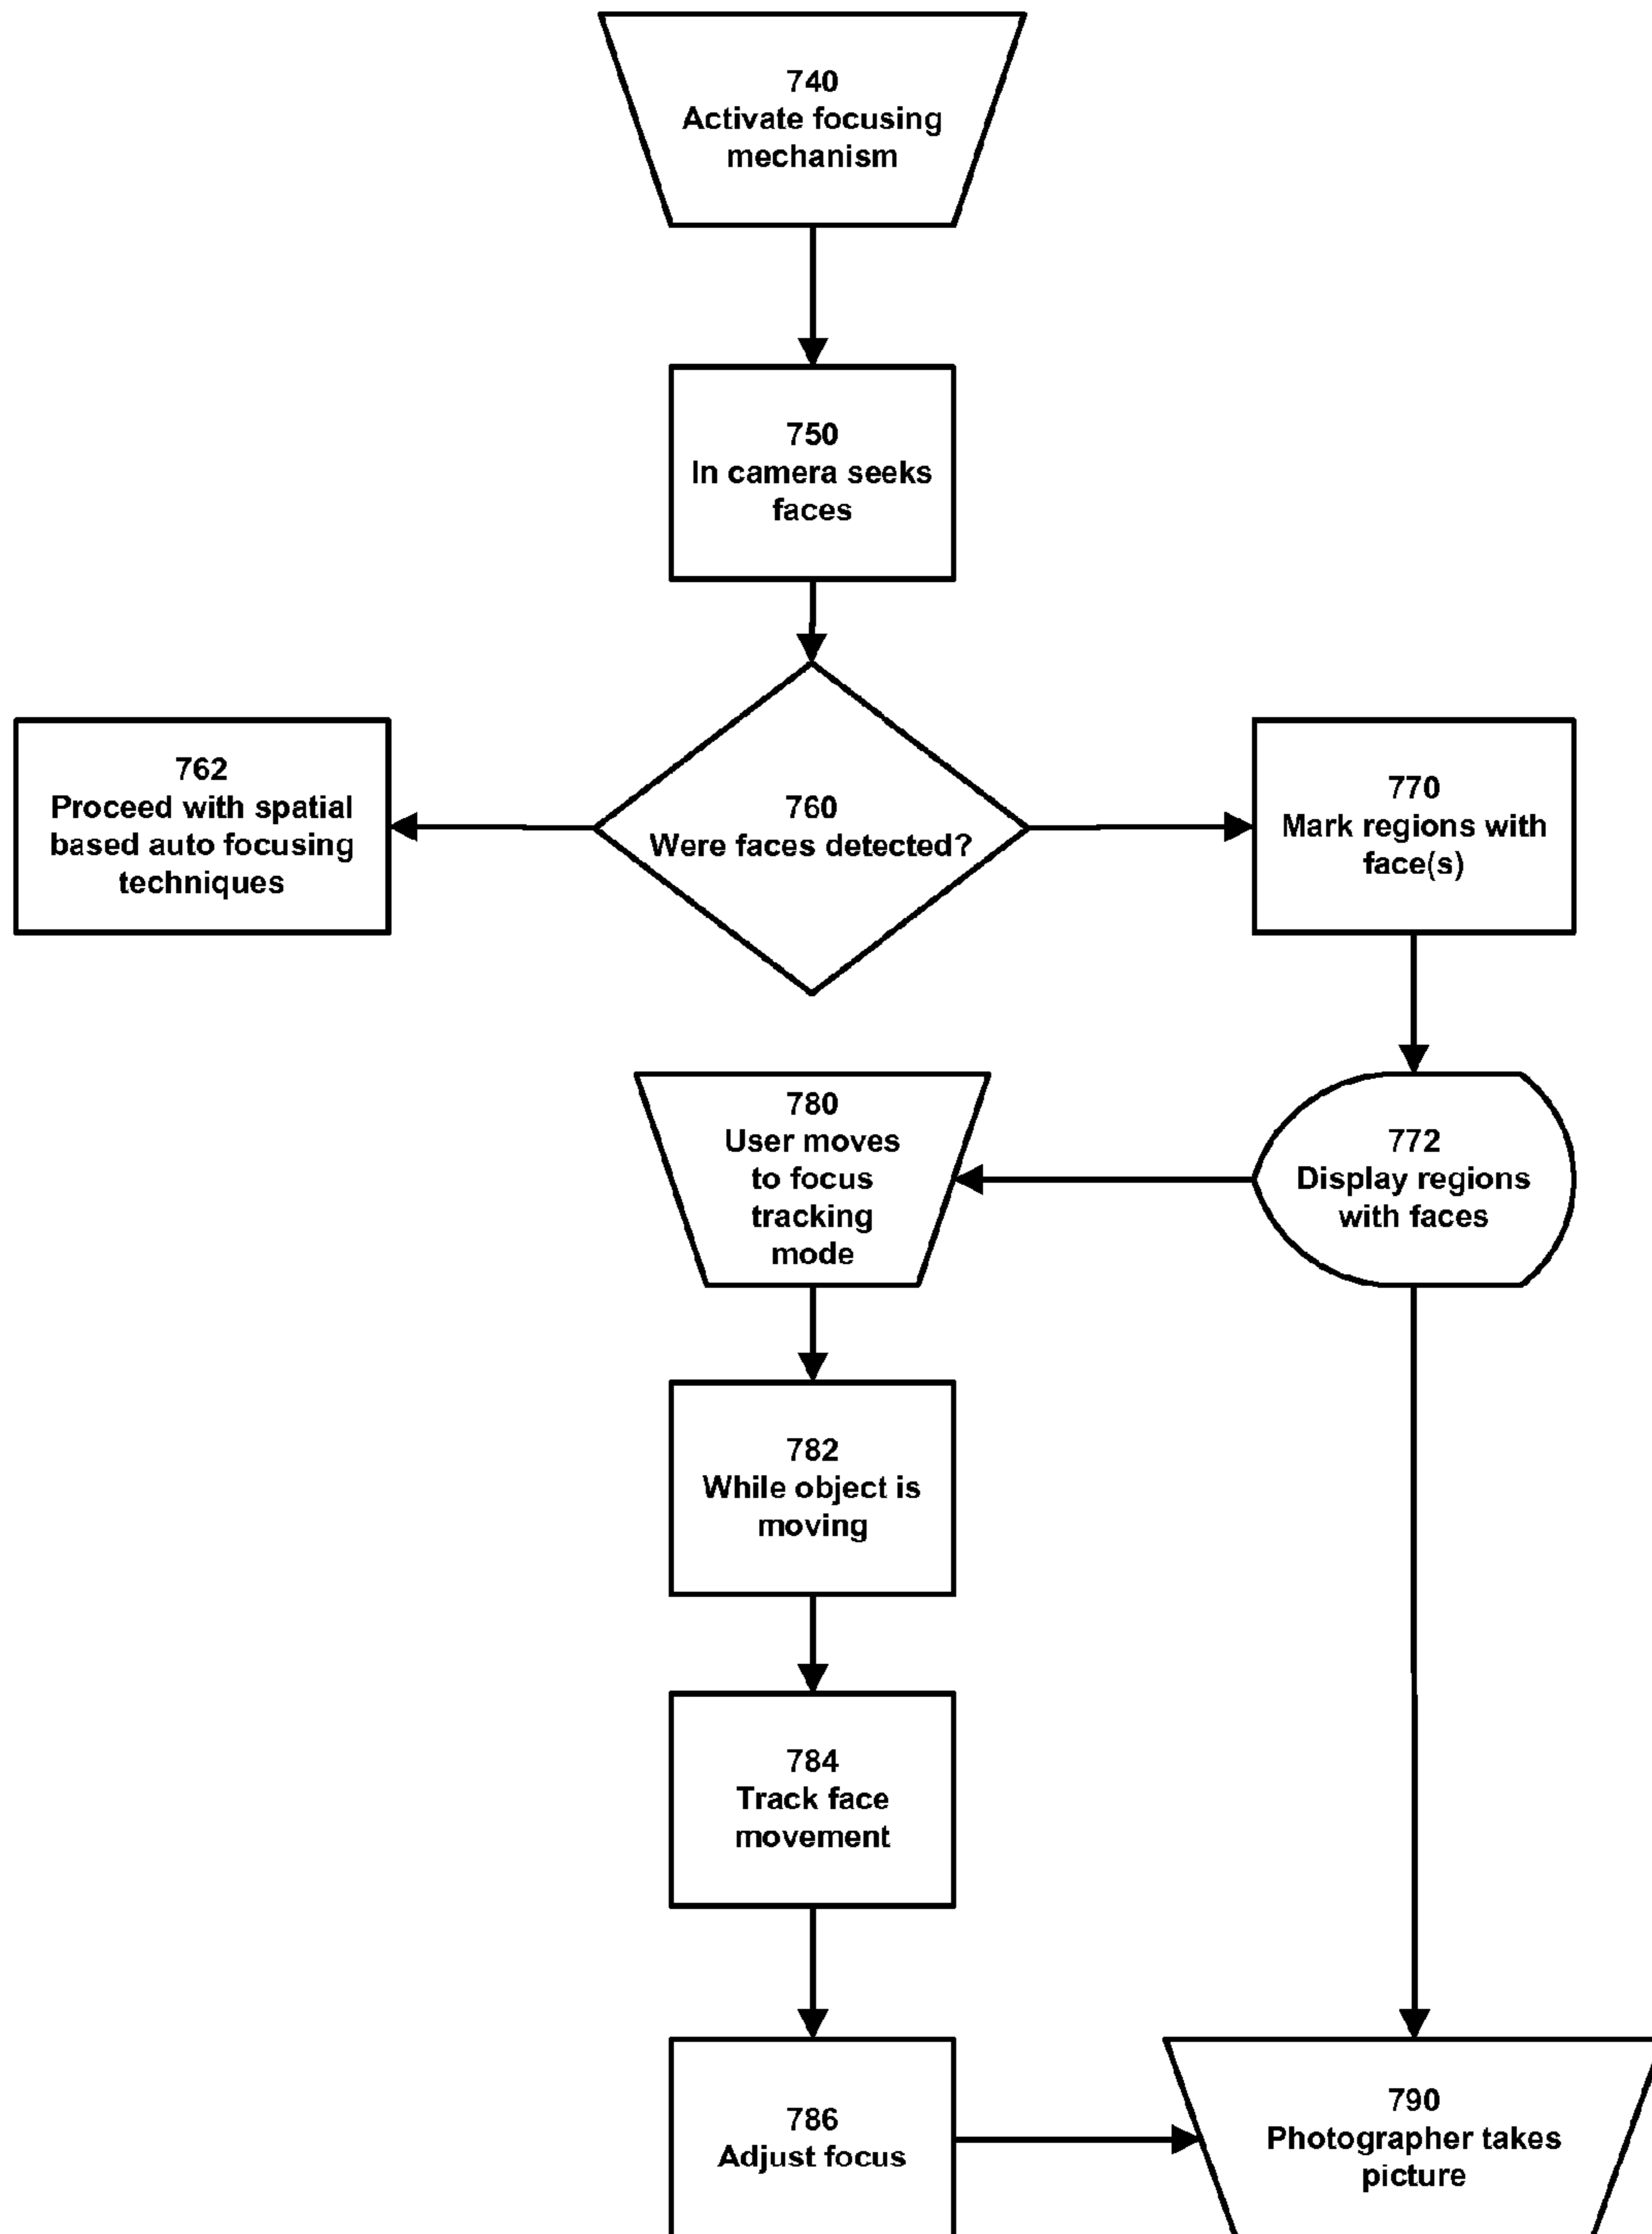 740
Activate focusing
mechanism
750
In camera seeks
faces
762
Proceed with spatial
based auto focusing
techniques
760
Were faces detected?
770
Mark regions with
face(s)
780
User moves
to focus
tracking
mode
772
Display regions
with faces
782
While object is
moving
784
Track face
movement
786
Adjust focus
790
Photographer takes
picture